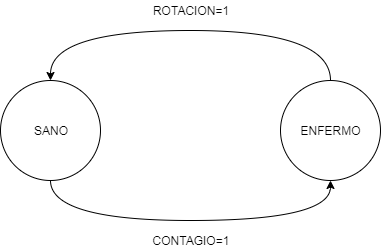 ROTACION=1
SANO
ENFERMO
CONTAGIO=1